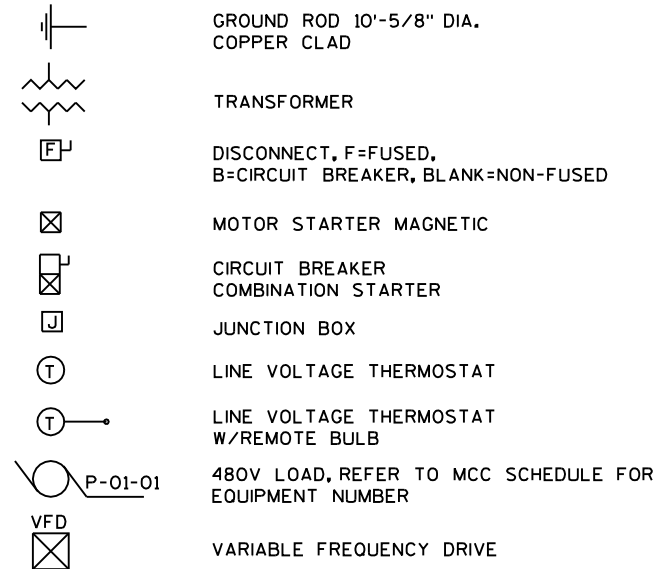 GROUND ROD 10'-5/8" DIA.
COPPER CLAD
TRANSFORMER
F
DISCONNECT, F=FUSED,
B=CIRCUIT BREAKER, BLANK=NON-FUSED
MOTOR STARTER MAGNETIC
CIRCUIT BREAKER
COMBINATION STARTER
J
JUNCTION BOX
T
LINE VOLTAGE THERMOSTAT
T
LINE VOLTAGE THERMOSTAT
W/REMOTE BULB
P-01-01
480V LOAD, REFER TO MCC SCHEDULE FOR
EQUIPMENT NUMBER
VFD
VARIABLE FREQUENCY DRIVE